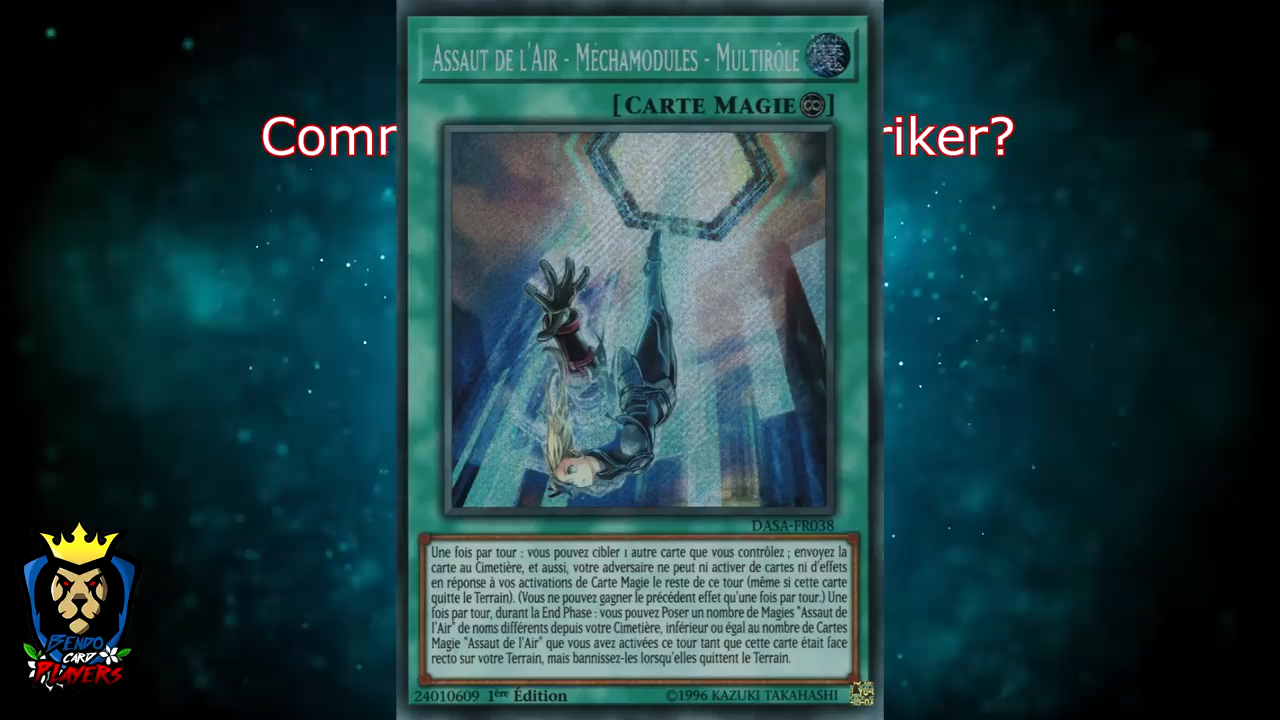 Assaut de l'Air - Méchamodules - Multirôle
[Carte Magie]
Comm
riker?
DASA-FR038
Une fois par tour : vous pouvez cibler 1 autre carte que vous contrôlez ; envoyez la
carte au Cimetière, et aussi, votre adversaire ne peut ni activer de cartes ni d'effets
en réponse à vos activations de Carte Magie le reste de ce tour (même si cette carte
quitte le Terrain). (Vous ne pouvez gagner le précédent effet qu'une fois par tour.) Une
fois par tour, durant la End Phase : vous pouvez Poser un nombre de Magies "Assaut de
l'Air" de noms différents depuis votre Cimetière, inférieur ou égal au nombre de Cartes
Magie "Assaut de l'Air" que vous avez activées ce tour tant que cette carte était face
recto sur votre Terrain, mais bannissez-les lorsqu'elles quittent le Terrain.
24010609 1ère Édition
©1996 KAZUKI TAKAHASHI
BENDO
CARD
PLAYERS